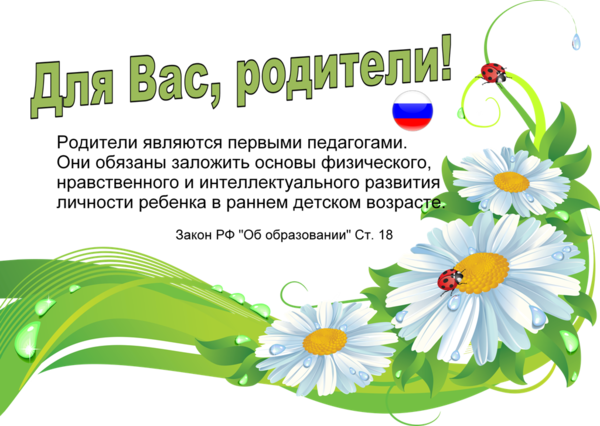 Для Вас, родители!
Родители являются первыми педагогами.
Они обязаны заложить основы физического,
нравственного и интеллектуального развития
личности ребенка в раннем детском возрасте.
Закон РФ "Об образовании" Ст. 18